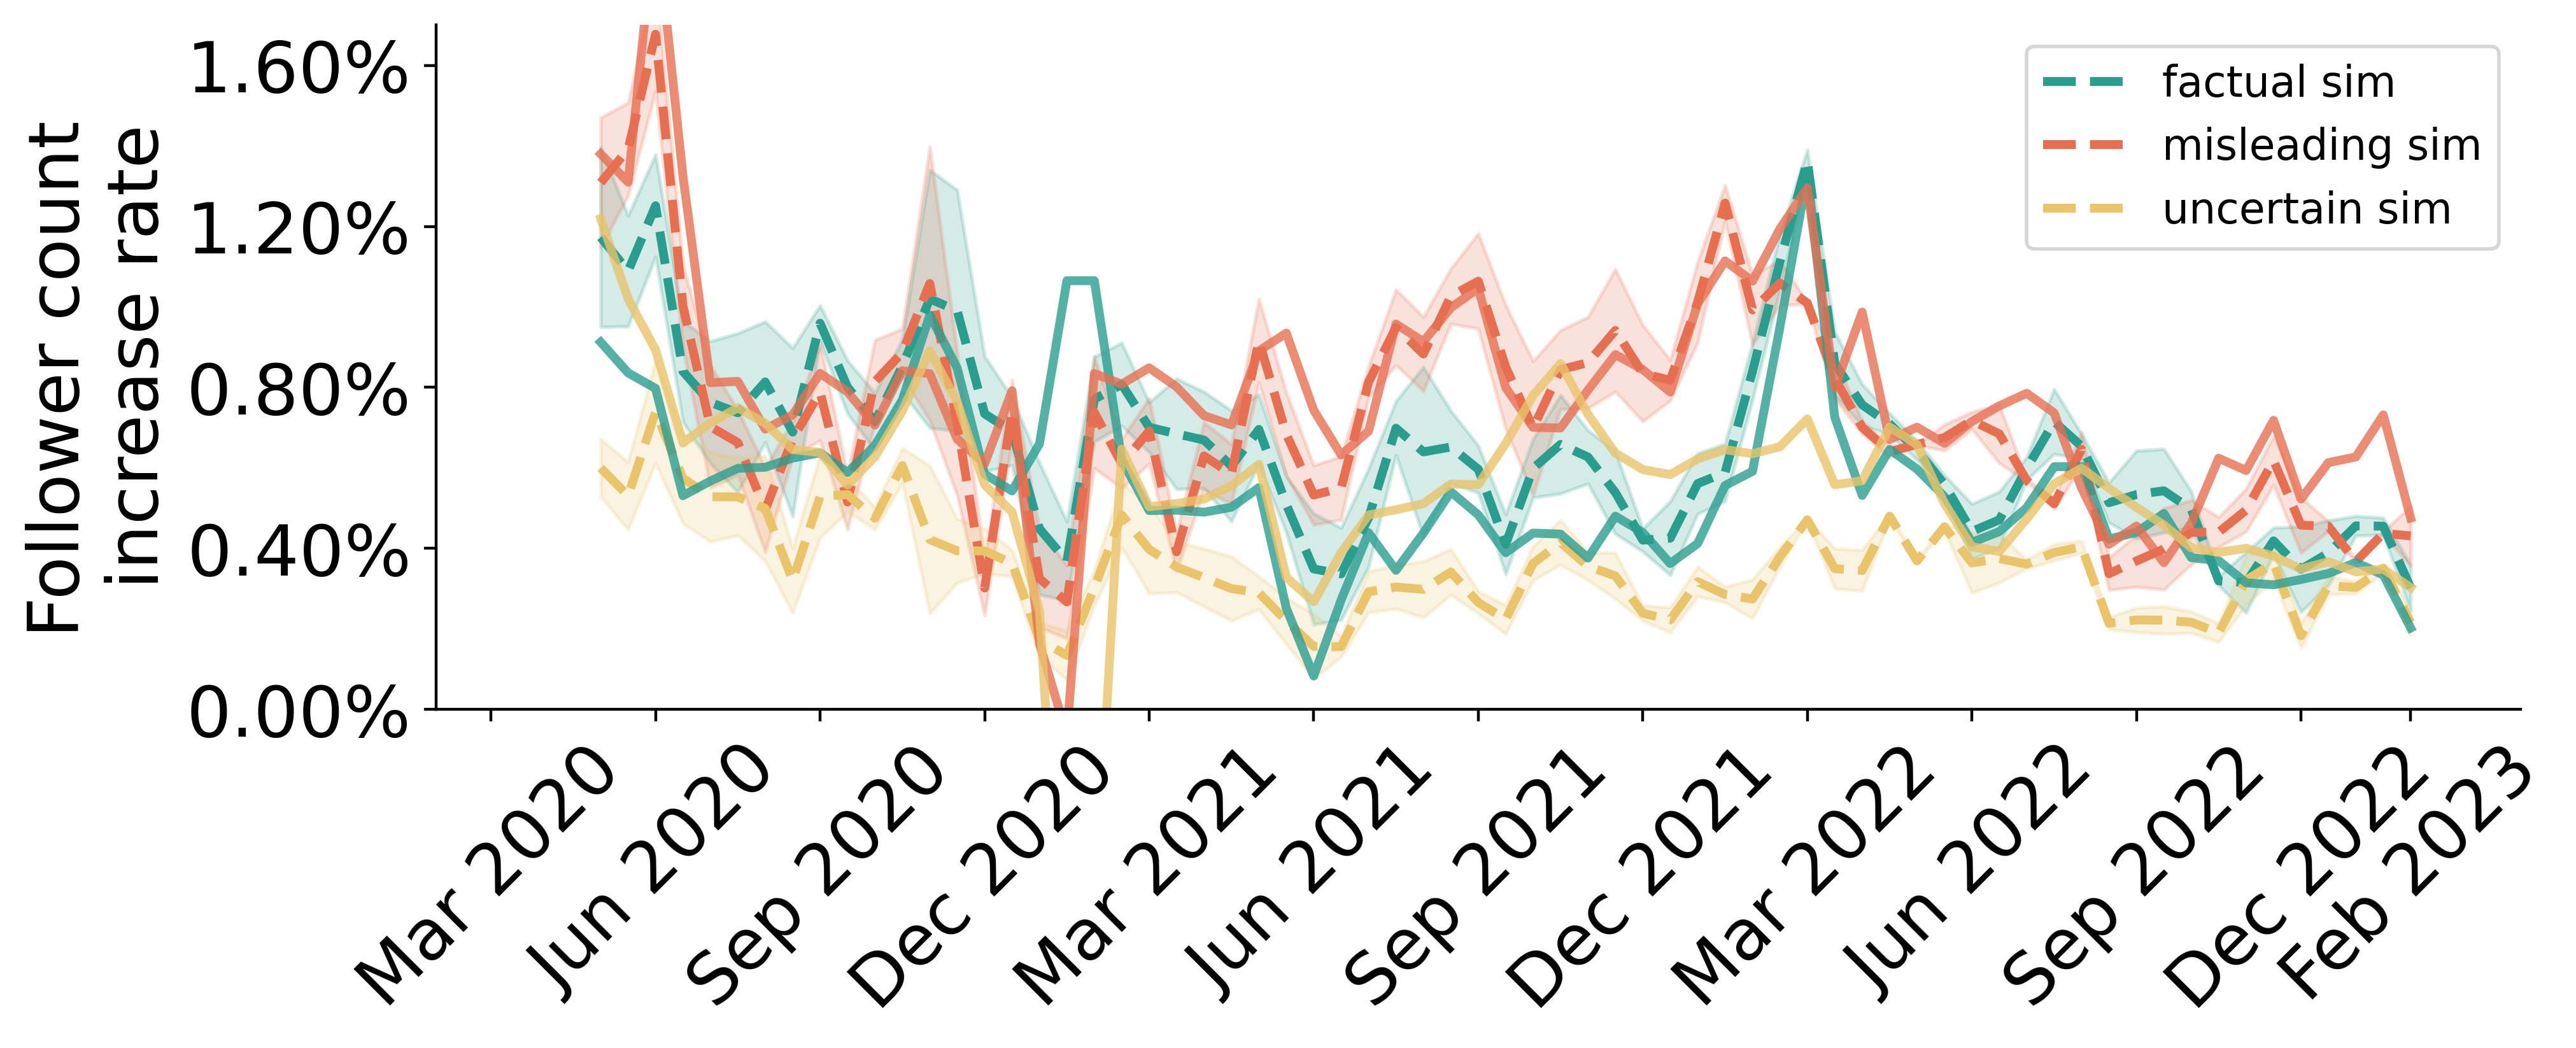 Follower count
increase rate
1.60%
1.20%
0.80%
0.40%
0.00%
factual sim
misleading sim
uncertain sim
Mar 2020
Jun 2020
Sep 2020
Dec 2020
Mar 2021
Jun 2021
Sep 2021
Dec 2021
Mar 2022
Jun 2022
Sep 2022
Dec 2022
Feb 2023